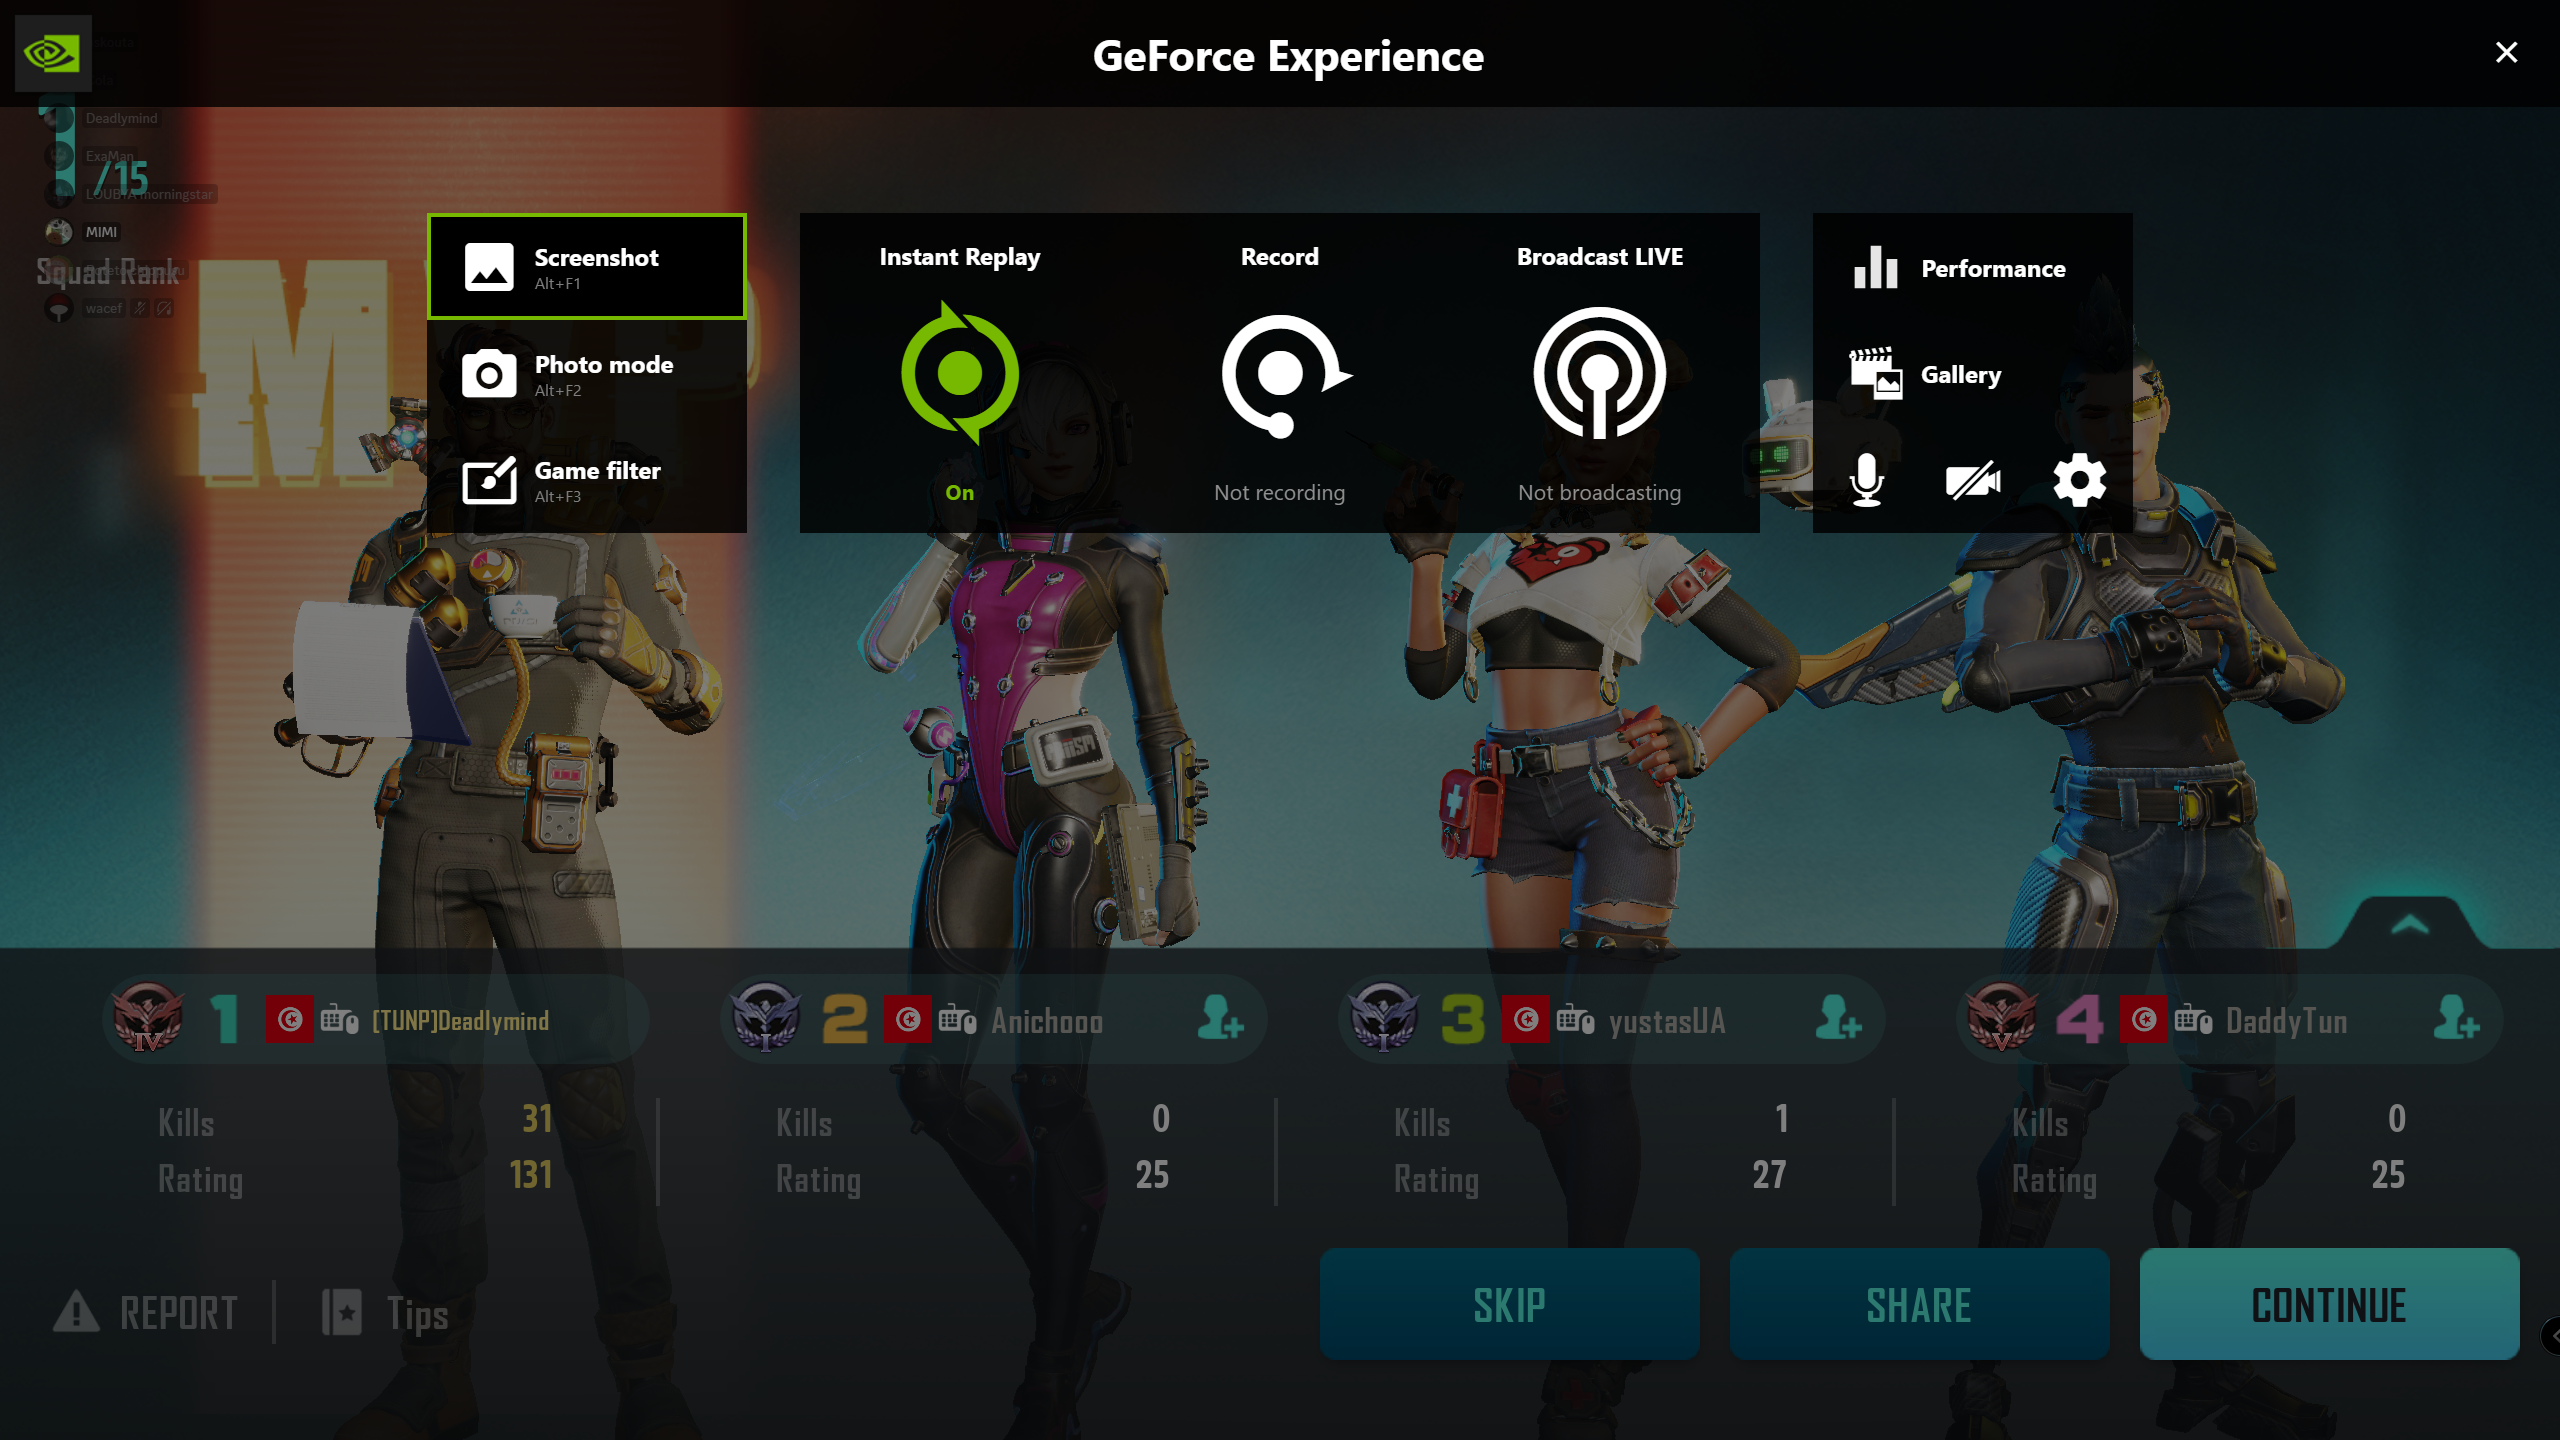 GeForce Experience
Deadlymind
ExaMan
1/15
LOUBYA morningstar
MIMI
Squad Rank
wacef
Screenshot
Alt+F1
Photo mode
Alt+F2
Game filter
Alt+F3
Instant Replay
On
Record
Not recording
Broadcast LIVE
Not broadcasting
Performance
Gallery
IV 1 [TUNP]Deadlymind
Kills 31
Rating 131
I 2 Anichooo
Kills 0
Rating 25
I 3 yustasUA
Kills 1
Rating 27
V 4 DaddyTun
Kills 0
Rating 25
REPORT
Tips
SKIP
SHARE
CONTINUE